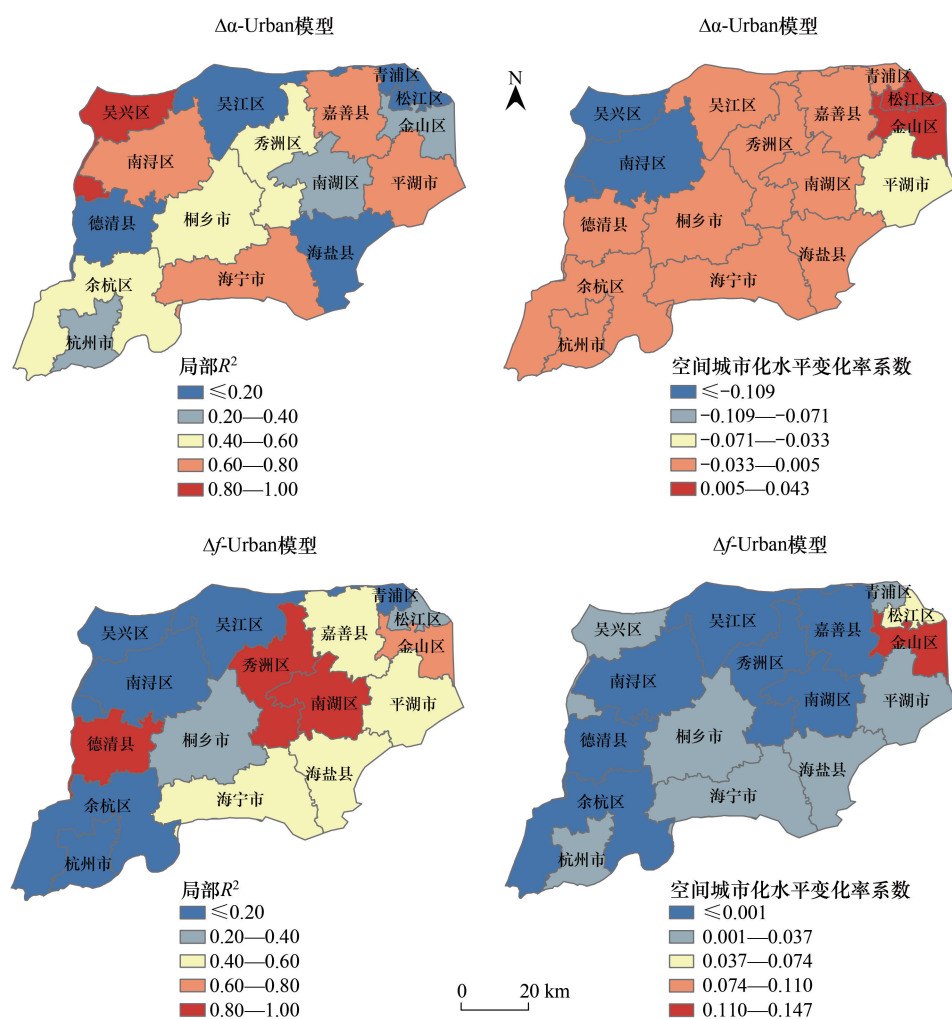 Δα-Urban模型
吴兴区
吴江区
嘉善县
青浦区
松江区
金山区
秀洲区
南浔区
南湖区
平湖市
桐乡市
德清县
海盐县
海宁市
余杭区
杭州市
局部R²
≤0.20
0.20—0.40
0.40—0.60
0.60—0.80
0.80—1.00
Δα-Urban模型
N
吴兴区
吴江区
嘉善县
青浦区
松江区
金山区
秀洲区
南浔区
南湖区
平湖市
桐乡市
德清县
海盐县
海宁市
余杭区
杭州市
空间城市化水平变化率系数
≤-0.109
-0.109—-0.071
-0.071—-0.033
-0.033—0.005
0.005—0.043
Δf-Urban模型
吴兴区
吴江区
嘉善县
青浦区
松江区
金山区
秀洲区
南浔区
南湖区
平湖市
桐乡市
德清县
海盐县
海宁市
余杭区
杭州市
局部R²
≤0.20
0.20—0.40
0.40—0.60
0.60—0.80
0.80—1.00
0 20 km
Δf-Urban模型
吴兴区
吴江区
嘉善县
青浦区
松江区
金山区
秀洲区
南浔区
南湖区
平湖市
桐乡市
德清县
海盐县
海宁市
余杭区
杭州市
空间城市化水平变化率系数
≤0.001
0.001—0.037
0.037—0.074
0.074—0.110
0.110—0.147